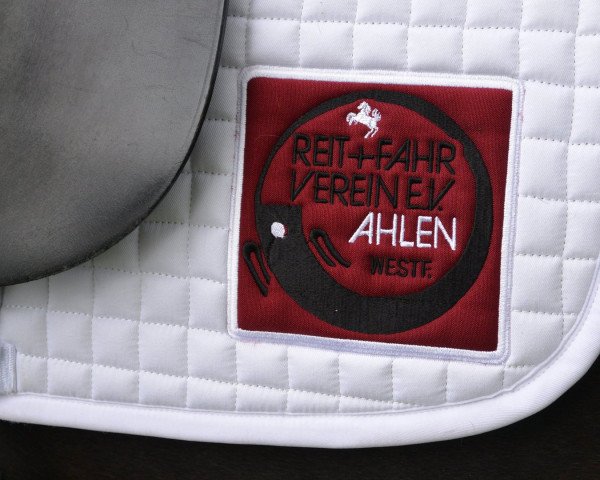 REIT+FAHR
VEREIN E.V.
AHLEN
WESTF.